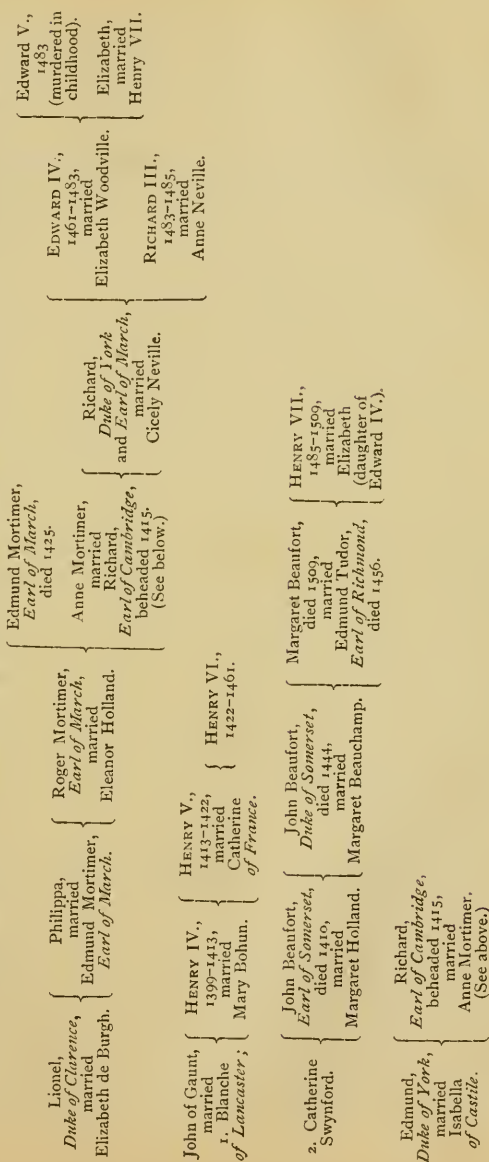 Lionel,
Duke of Clarence,
married
Elizabeth de Burgh.
Philippa,
married
Edmund Mortimer,
Earl of March.
Roger Mortimer,
Earl of March,
married
Eleanor Holland.
Edmund Mortimer,
Earl of March,
died 1425.
Anne Mortimer,
married
Richard,
Earl of Cambridge,
beheaded 1415.
(See below.)
Richard,
Duke of York
and Earl of March,
married
Cicely Neville.
EDWARD IV.,
1461-1483,
married
Elizabeth Woodville.
RICHARD III.,
1483-1485,
married
Anne Neville.
Edward V.,
1483
(murdered in
childhood).
Elizabeth,
married
Henry VII.
John of Gaunt,
married
1. Blanche
of Lancaster;
HENRY IV.,
1399-1413,
married
Mary Bohun.
HENRY V.,
1413-1422,
married
Catherine
of France.
HENRY VI.,
1422-1461.
2. Catherine
Swynford.
John Beaufort,
Earl of Somerset,
died 1410,
married
Margaret Holland.
John Beaufort,
Duke of Somerset,
died 1444,
married
Margaret Beauchamp.
Margaret Beaufort,
died 1509,
married
Edmund Tudor,
Earl of Richmond,
died 1456.
HENRY VII.,
1485-1509,
married
Elizabeth
(daughter of
Edward IV.).
Edmund,
Duke of York,
married
Isabella
of Castile.
Richard,
Earl of Cambridge,
beheaded 1415,
married
Anne Mortimer.
(See above.)